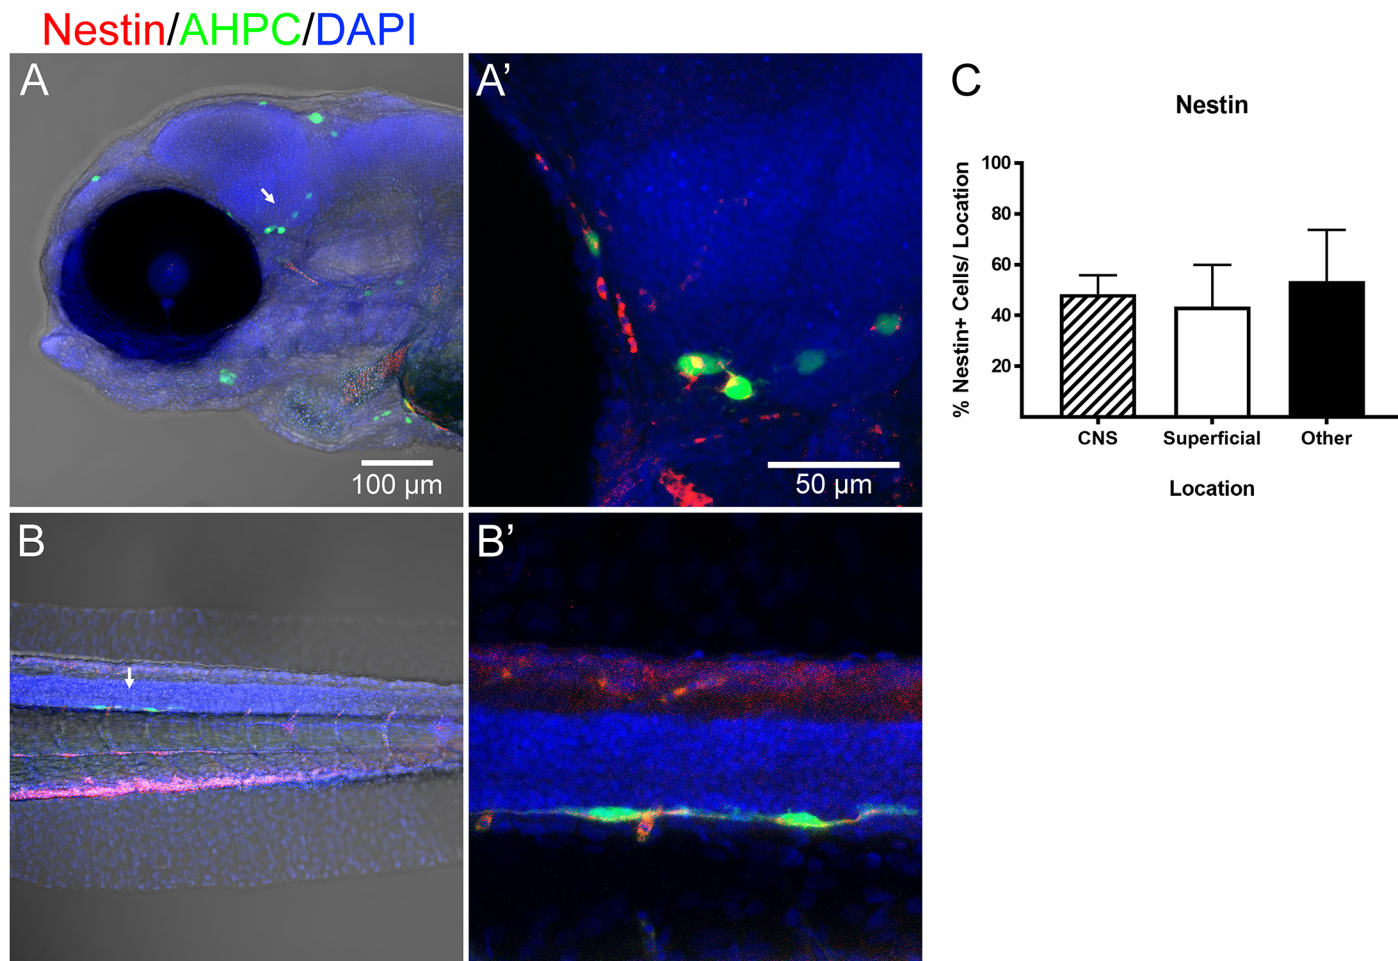 Nestin/AHPC/DAPI
A
100 µm
A’
50 µm
B
B’
C
Nestin
% Nestin+ Cells/ Location
100
80
60
40
20
CNS Superficial Other
Location